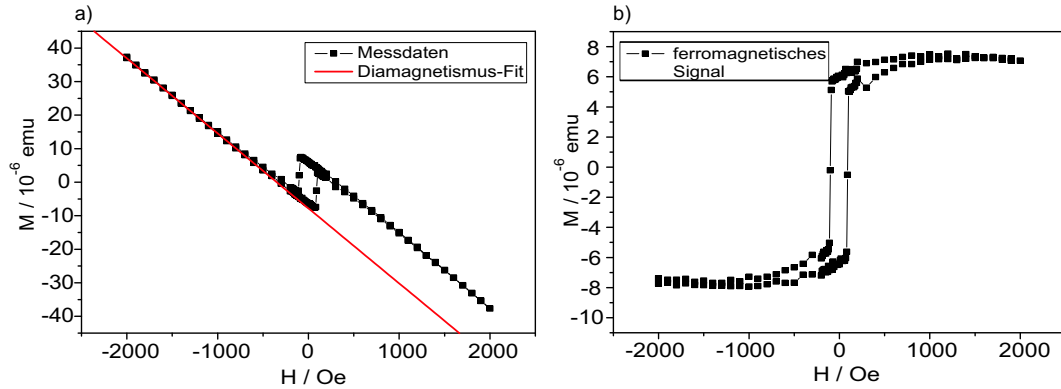 a)
40
30
20
10
0
-10
-20
-30
-40
M / 10⁻⁶ emu
-2000 -1000 0 1000 2000
H / Oe
Messdaten
Diamagnetismus-Fit
b)
8
6
4
2
0
-2
-4
-6
-8
-10
M / 10⁻⁶ emu
-2000 -1000 0 1000 2000
H / Oe
ferromagnetisches
Signal